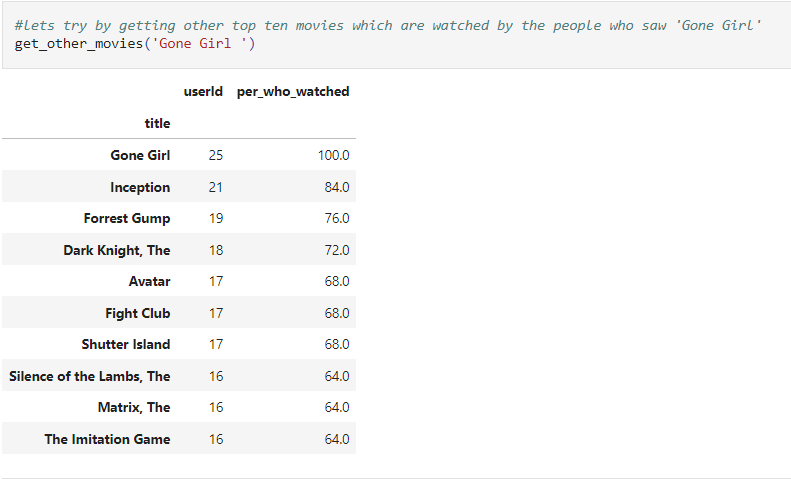 #lets try by getting other top ten movies which are watched by the people who saw 'Gone Girl'
get_other_movies('Gone Girl ')
userId per_who_watched
title
Gone Girl 25 100.0
Inception 21 84.0
Forrest Gump 19 76.0
Dark Knight, The 18 72.0
Avatar 17 68.0
Fight Club 17 68.0
Shutter Island 17 68.0
Silence of the Lambs, The 16 64.0
Matrix, The 16 64.0
The Imitation Game 16 64.0